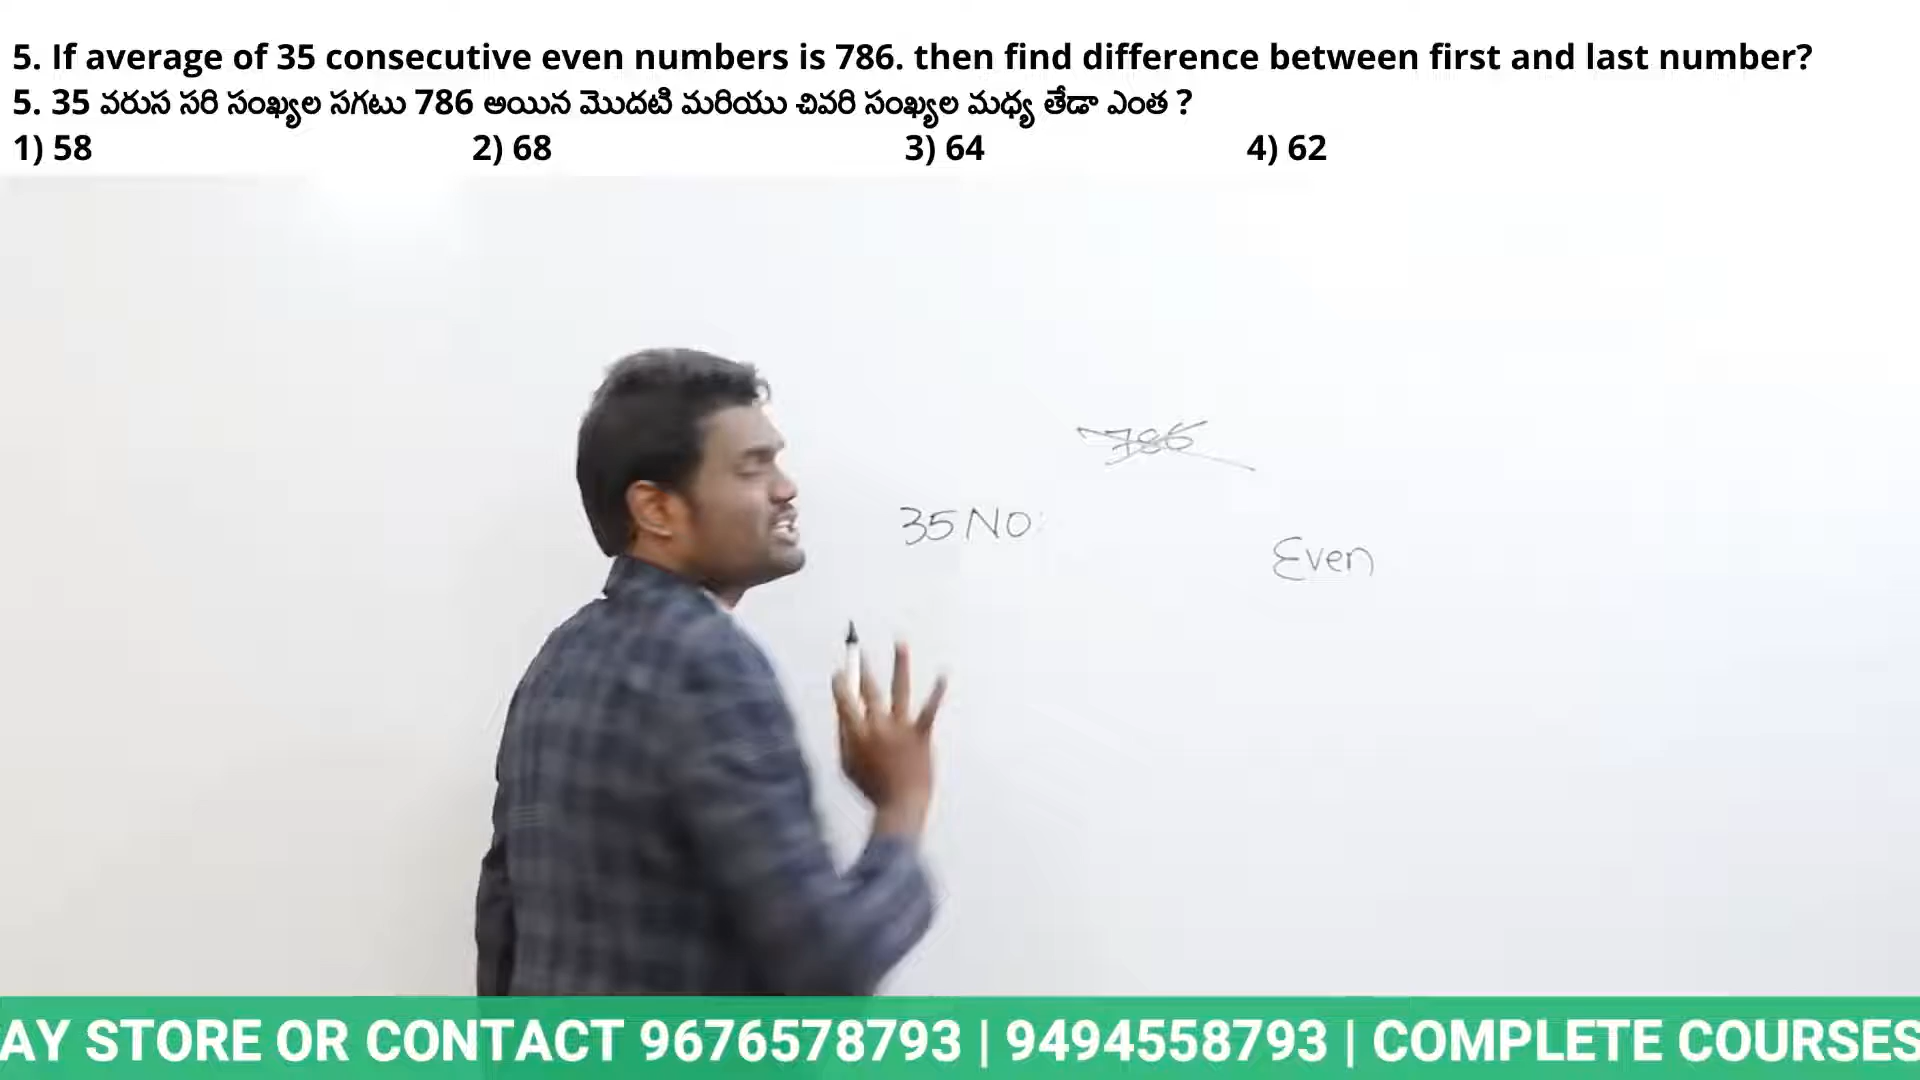 5. If average of 35 consecutive even numbers is 786. then find difference between first and last number?
5. 35 వరుస సరి సంఖ్యల సగటు 786 అయిన మొదటి మరియు చివరి సంఖ్యల మధ్య తేడా ఎంత ?
1) 58 2) 68 3) 64 4) 62
786
35 NO:
Even
AY STORE OR CONTACT 9676578793 | 9494558793 | COMPLETE COURSES